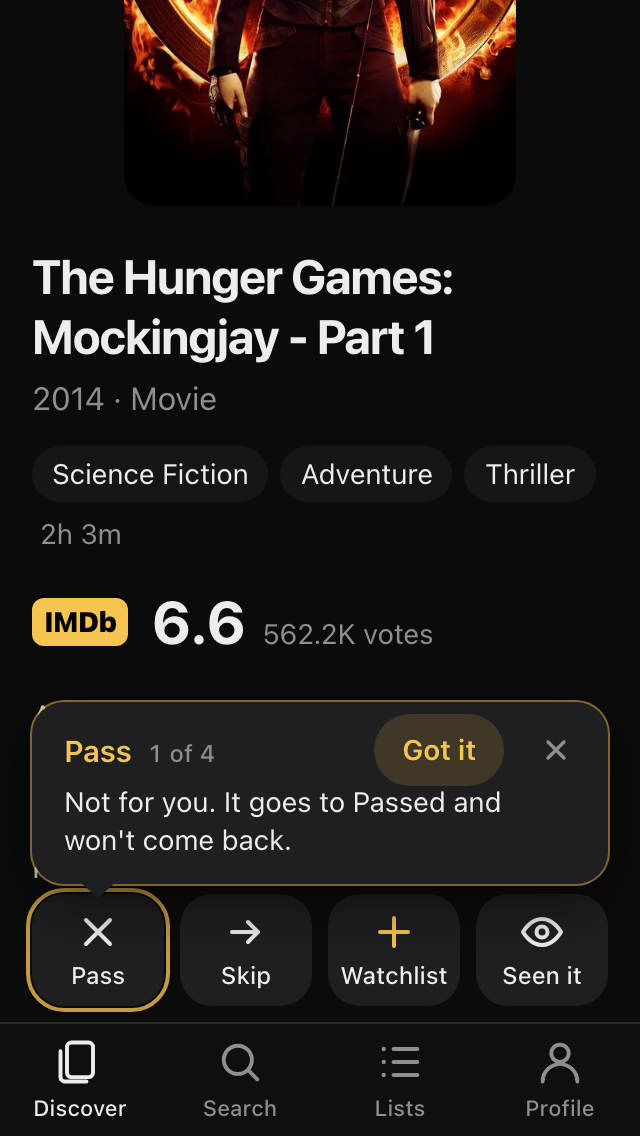 The Hunger Games:
Mockingjay - Part 1
2014 · Movie
Science Fiction
Adventure
Thriller
2h 3m
IMDb 6.6 562.2K votes
Pass 1 of 4 Got it
Not for you. It goes to Passed and
won't come back.
Pass
Skip
Watchlist
Seen it
Discover
Search
Lists
Profile